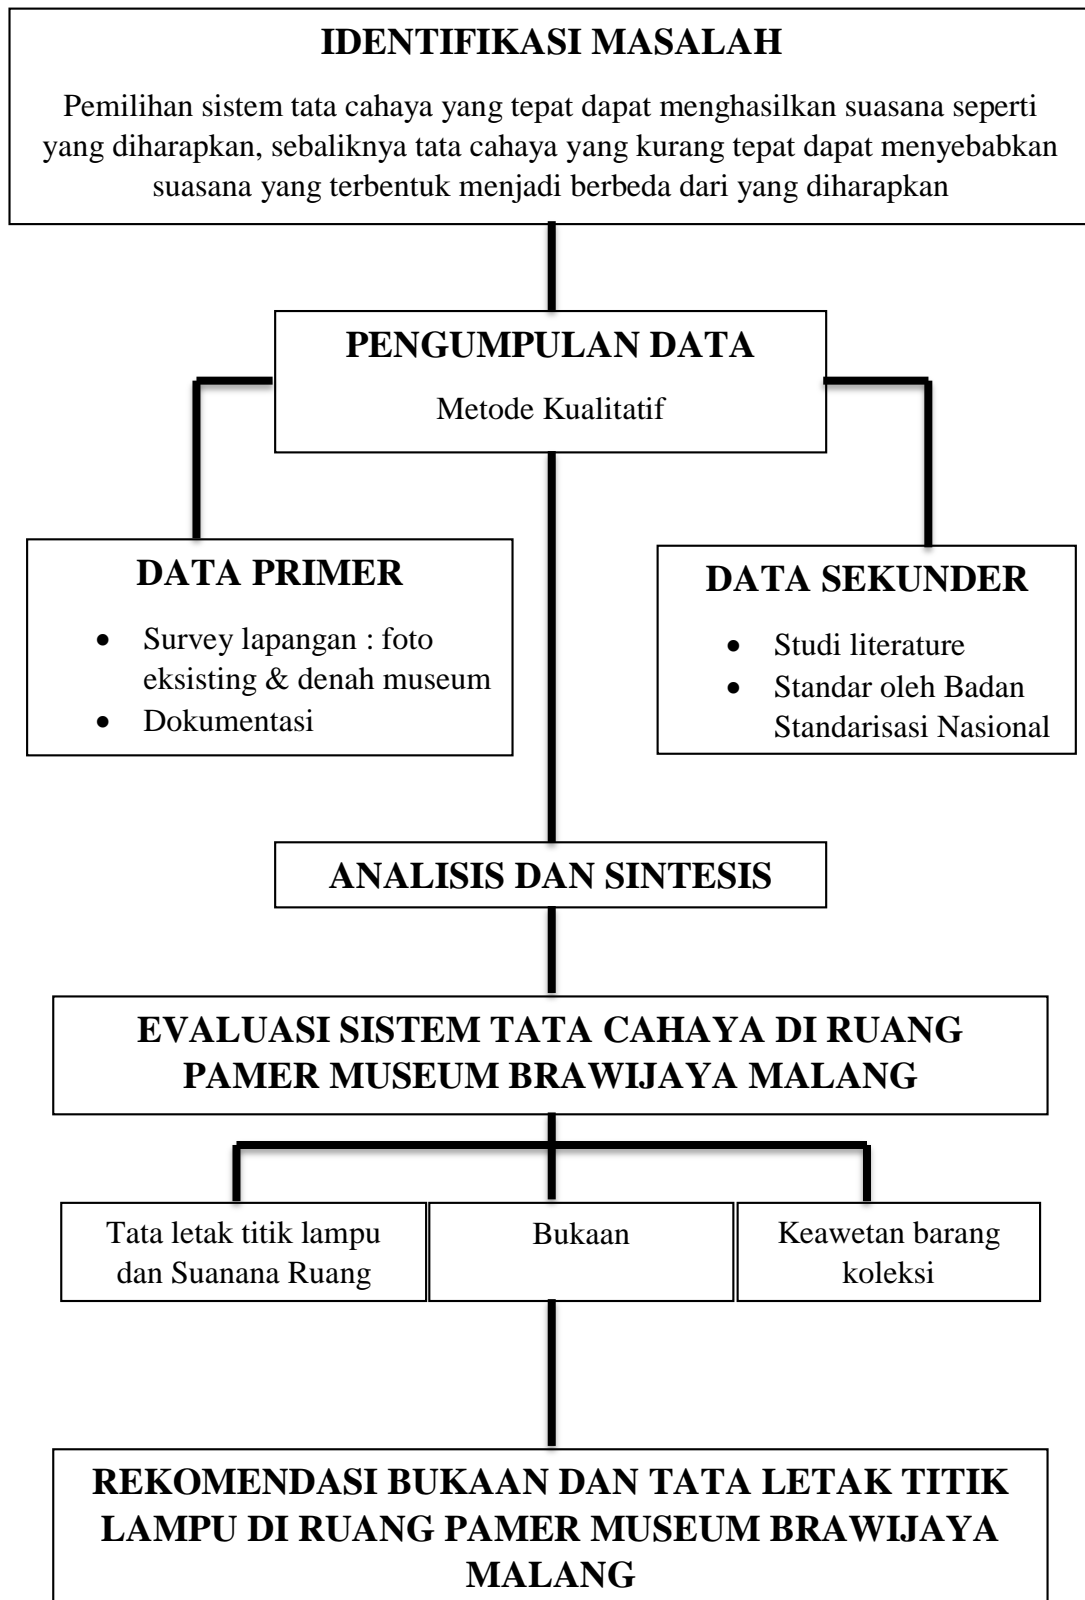 IDENTIFIKASI MASALAH
Pemilihan sistem tata cahaya yang tepat dapat menghasilkan suasana seperti
yang diharapkan, sebaliknya tata cahaya yang kurang tepat dapat menyebabkan
suasana yang terbentuk menjadi berbeda dari yang diharapkan
PENGUMPULAN DATA
Metode Kualitatif
DATA PRIMER
• Survey lapangan : foto
eksisting & denah museum
• Dokumentasi
DATA SEKUNDER
• Studi literature
• Standar oleh Badan
Standarisasi Nasional
ANALISIS DAN SINTESIS
EVALUASI SISTEM TATA CAHAYA DI RUANG
PAMER MUSEUM BRAWIJAYA MALANG
Tata letak titik lampu
dan Suanana Ruang
Bukaan
Keawetan barang
koleksi
REKOMENDASI BUKAAN DAN TATA LETAK TITIK
LAMPU DI RUANG PAMER MUSEUM BRAWIJAYA
MALANG